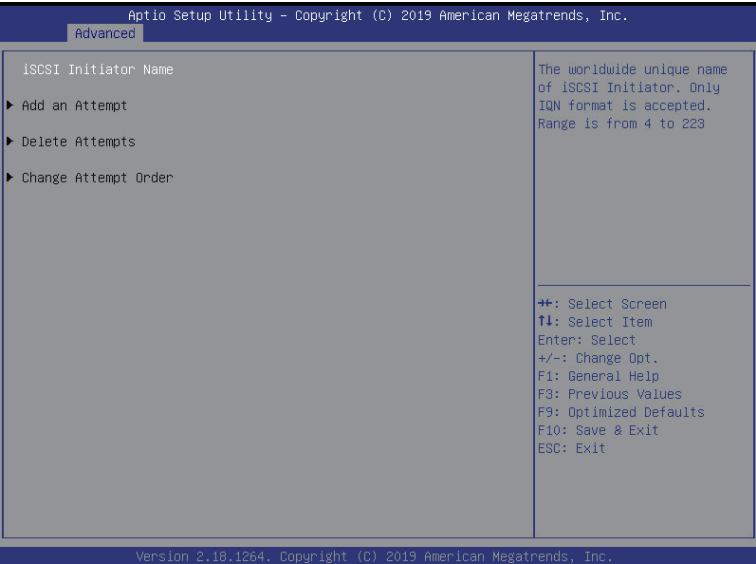 Aptio Setup Utility – Copyright (C) 2019 American Megatrends, Inc.
Advanced
iSCSI Initiator Name
▶ Add an Attempt
▶ Delete Attempts
▶ Change Attempt Order
The worldwide unique name
of iSCSI Initiator. Only
IQN format is accepted.
Range is from 4 to 223
→←: Select Screen
↑↓: Select Item
Enter: Select
+/-: Change Opt.
F1: General Help
F3: Previous Values
F9: Optimized Defaults
F10: Save & Exit
ESC: Exit
Version 2.18.1264. Copyright (C) 2019 American Megatrends, Inc.